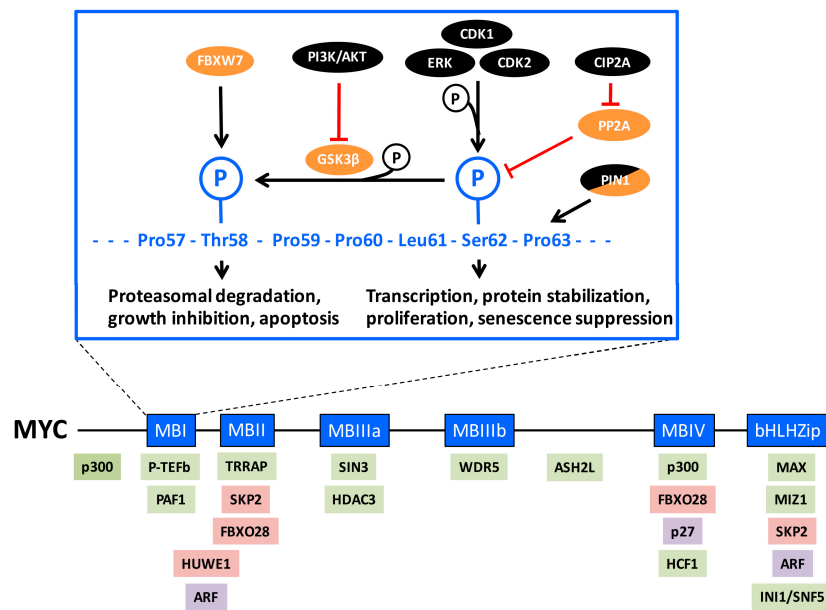 CDK1
FBXW7
PI3K/AKT
ERK
CDK2
CIP2A
P
PP2A
P
GSK3β
P
P
PIN1
- - - Pro57 - Thr58 - Pro59 - Pro60 - Leu61 - Ser62 - Pro63 - - -
Proteasomal degradation,
growth inhibition, apoptosis
Transcription, protein stabilization,
proliferation, senescence suppression
MYC
MBI
MBII
MBIIIa
MBIIIb
MBIV
bHLHZip
p300
P-TEFb
TRRAP
SIN3
WDR5
ASH2L
p300
MAX
PAF1
SKP2
HDAC3
FBXO28
MIZ1
FBXO28
p27
SKP2
HUWE1
HCF1
ARF
ARF
INI1/SNF5